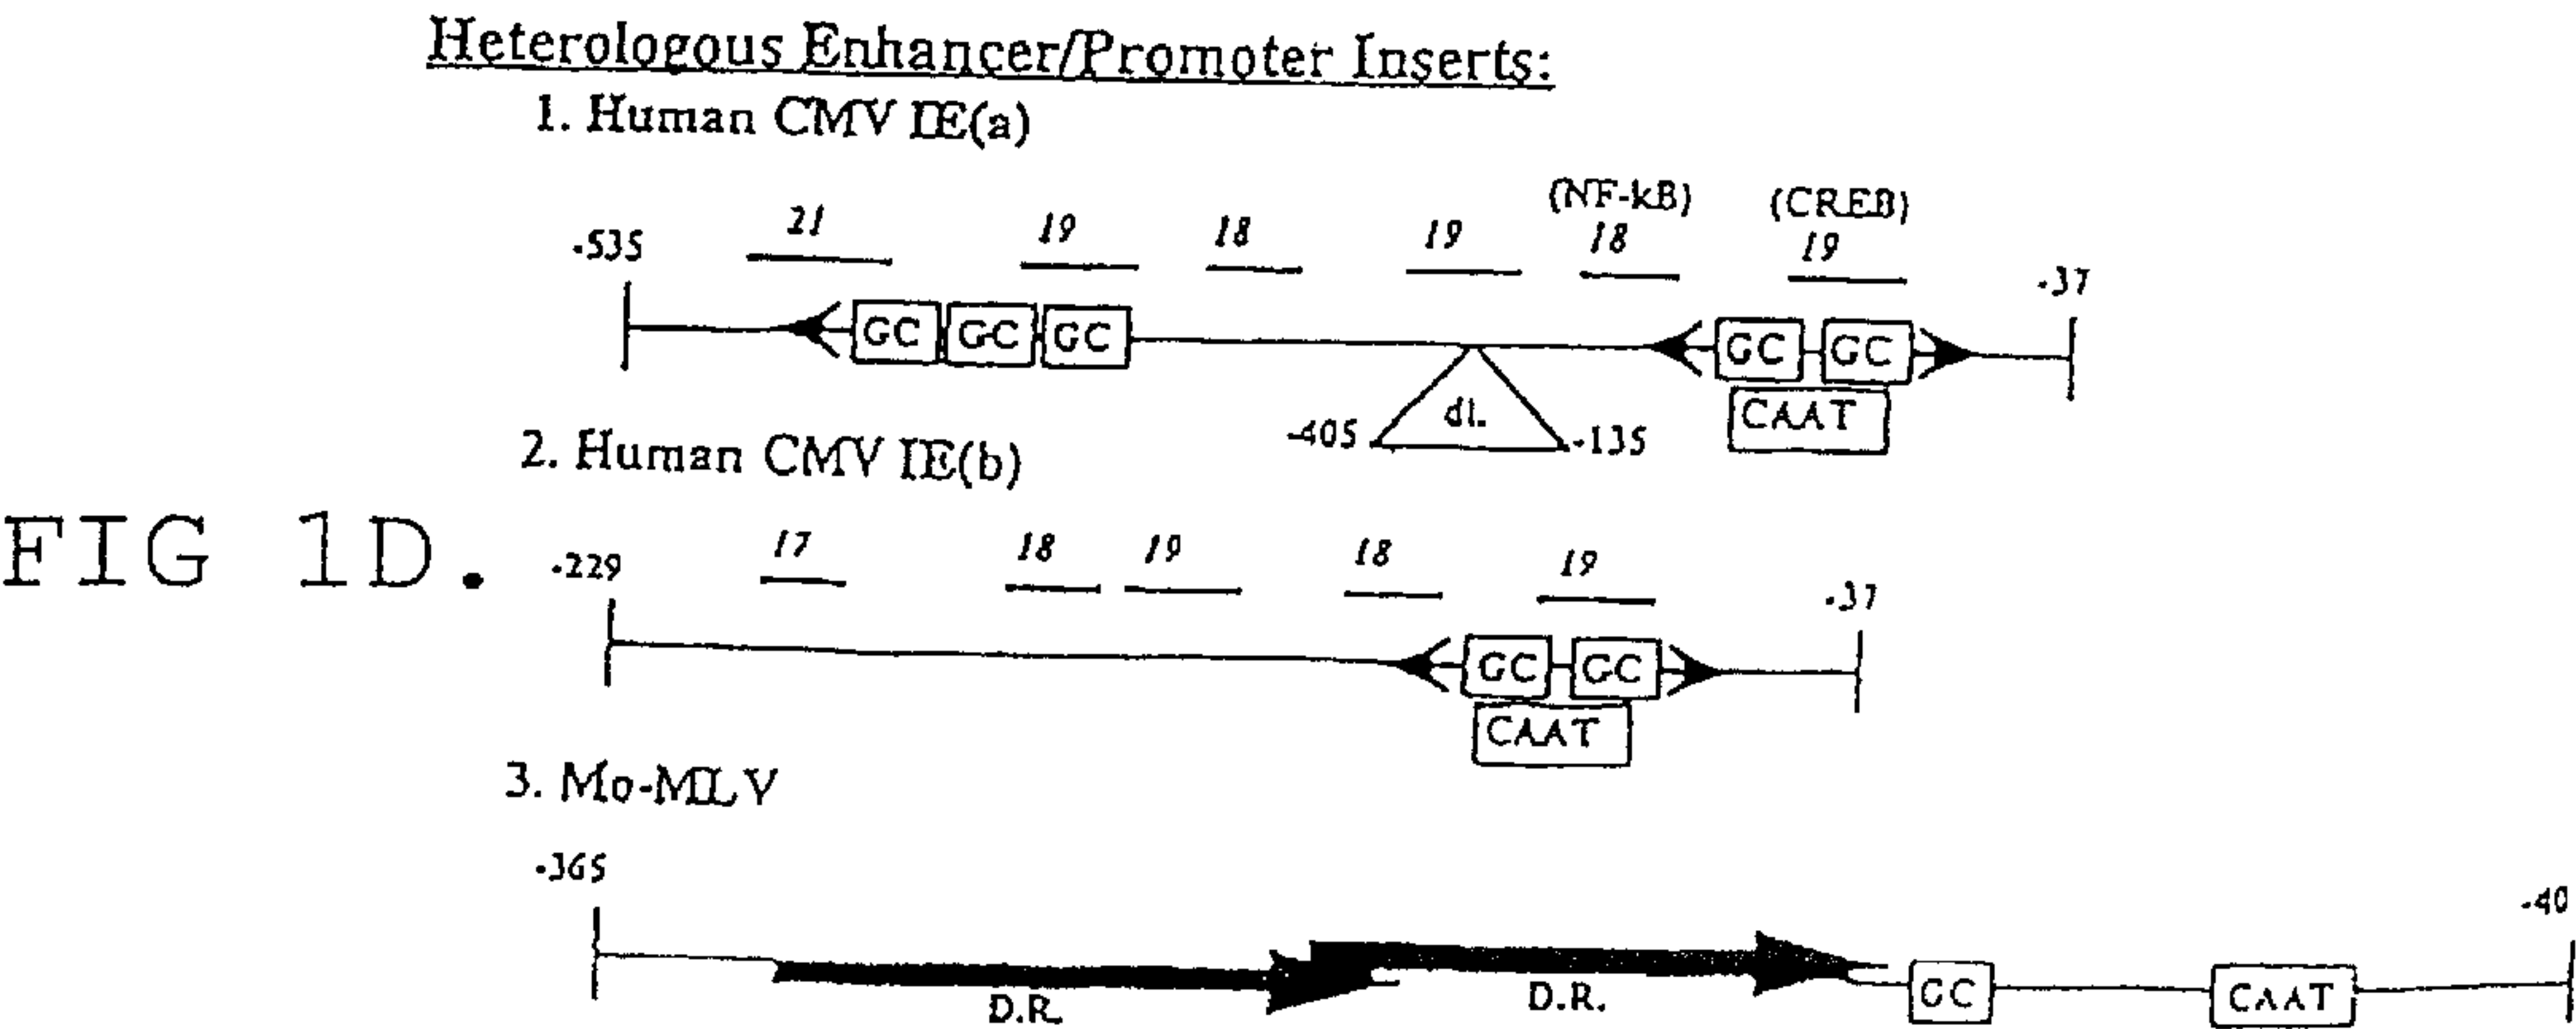 Heterologous Enhancer/Promoter Inserts:
1. Human CMV IE(a)
(NF-kB) (CREB)
-535 21 19 18 19 18 19 -37
GC GC GC GC GC
CAAT
-405 dl. -135
2. Human CMV IE(b)
FIG 1D.
-229 17 18 19 18 19 -37
GC GC
CAAT
3. Mo-MLV
-365 -40
D.R. D.R. GC CAAT